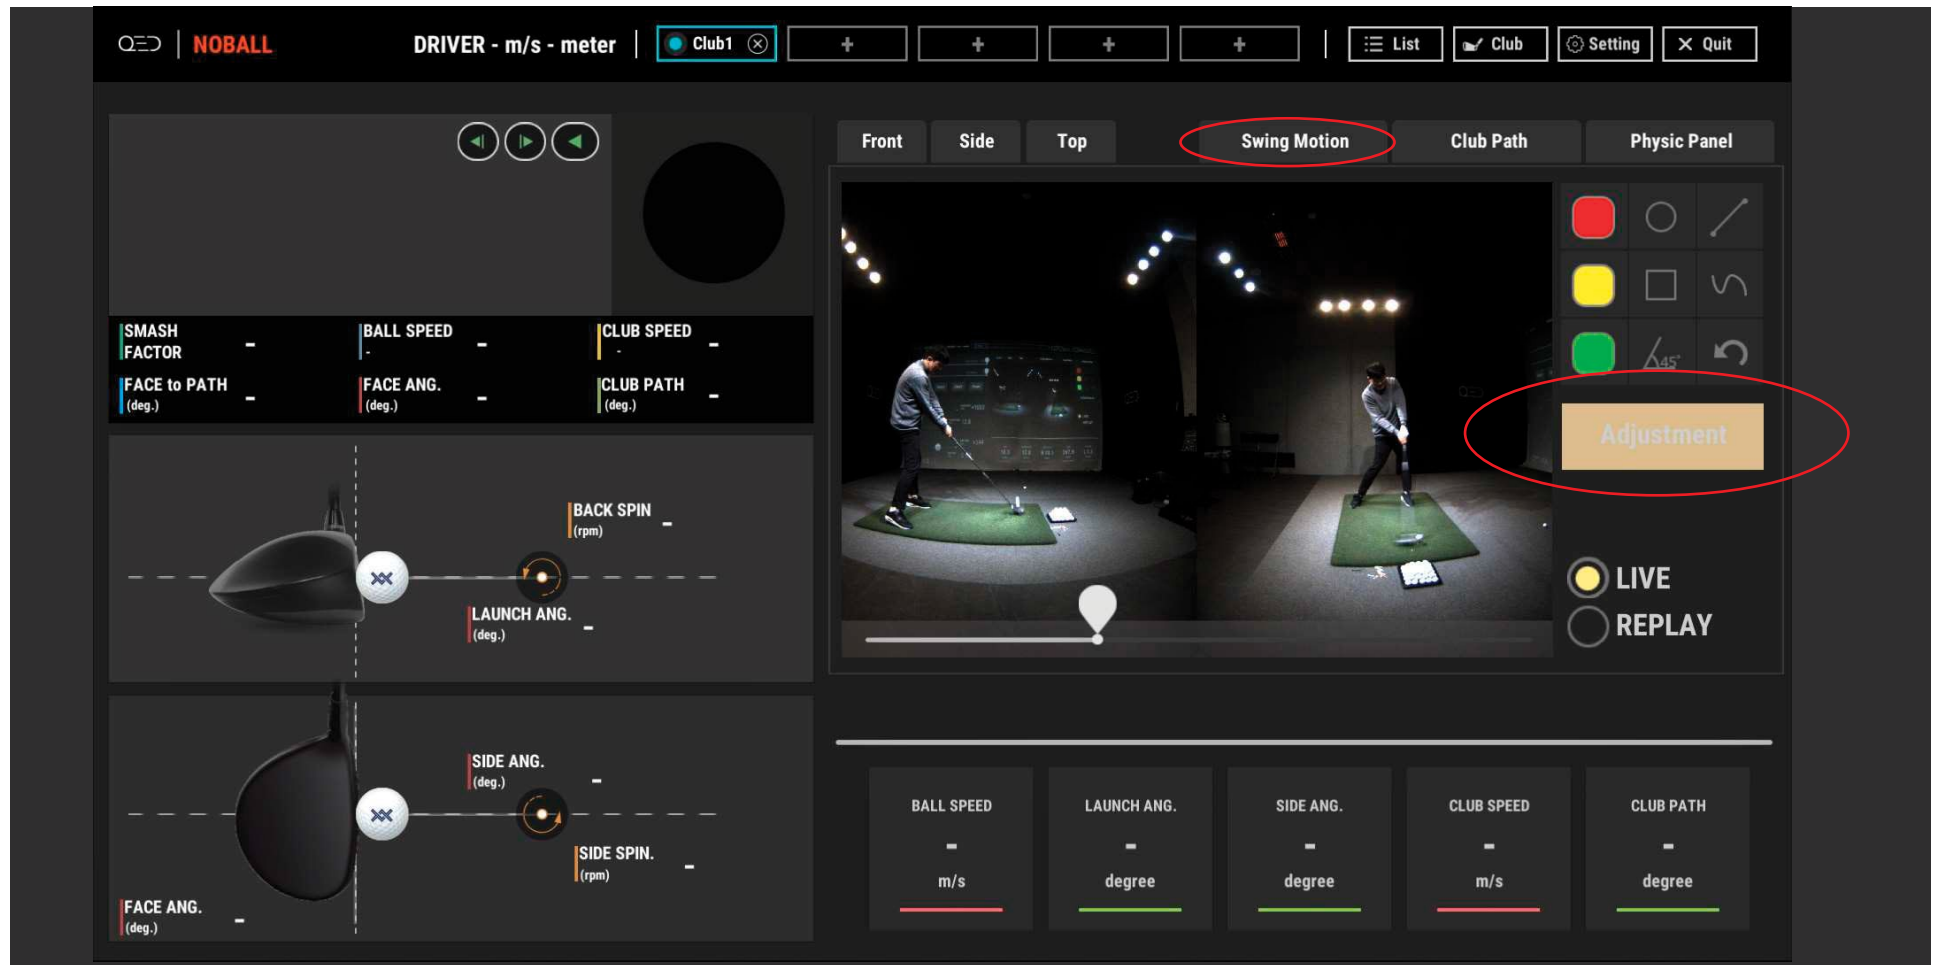 QED NOBALL
DRIVER - m/s - meter
Club1
+ + + +
List
Club
Setting
Quit
Front
Side
Top
Swing Motion
Club Path
Physic Panel
SMASH
FACTOR
-
BALL SPEED
-
-
CLUB SPEED
-
-
FACE to PATH
(deg.)
-
FACE ANG.
(deg.)
-
CLUB PATH
(deg.)
-
45°
Adjustment
LIVE
REPLAY
BACK SPIN
(rpm)
-
LAUNCH ANG.
(deg.)
-
SIDE ANG.
(deg.)
-
SIDE SPIN.
(rpm)
-
FACE ANG.
(deg.)
-
BALL SPEED
-
m/s
LAUNCH ANG.
-
degree
SIDE ANG.
-
degree
CLUB SPEED
-
m/s
CLUB PATH
-
degree